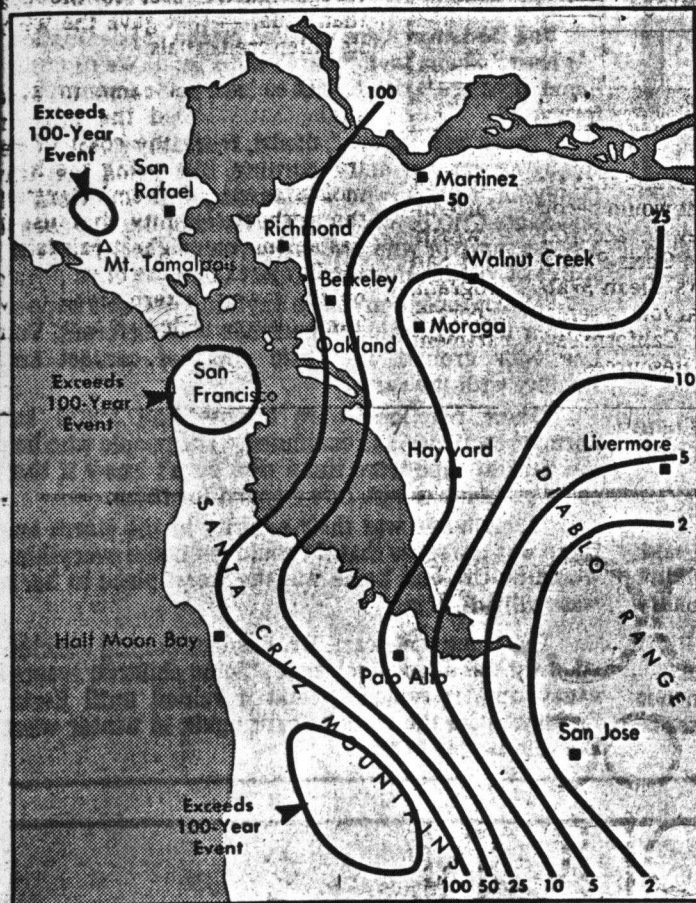 100
Exceeds
100-Year
Event
San
Rafael
Martinez
50
25
Richmond
Mt. Tamalpais
Walnut Creek
Berkeley
Moraga
Oakland
San
Francisco
Exceeds
100-Year
Event
10
Hayward
Livermore
5
DIABLO RANGE
2
SANTA CRUZ MOUNTAINS
Half Moon Bay
Palo Alto
San Jose
Exceeds
100-Year
Event
100 50 25 10 5 2